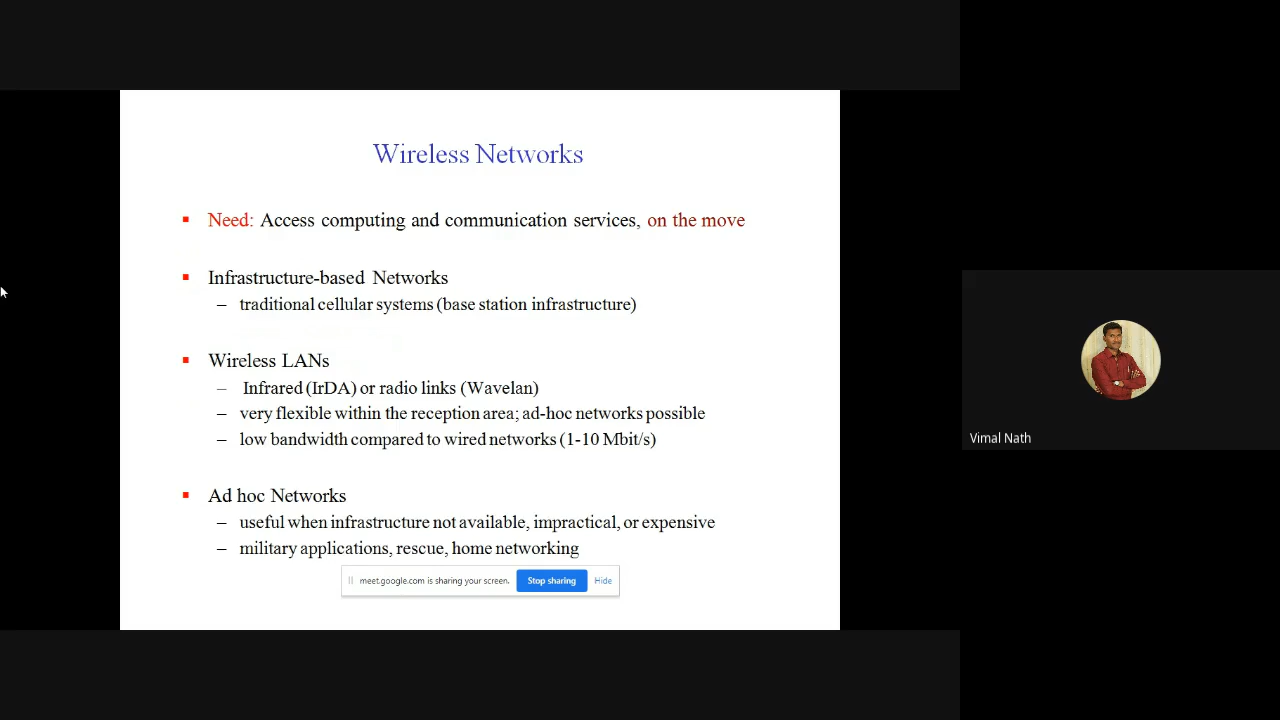 Wireless Networks
▪ Need: Access computing and communication services, on the move
▪ Infrastructure-based Networks
– traditional cellular systems (base station infrastructure)
▪ Wireless LANs
– Infrared (IrDA) or radio links (Wavelan)
– very flexible within the reception area; ad-hoc networks possible
– low bandwidth compared to wired networks (1-10 Mbit/s)
▪ Ad hoc Networks
– useful when infrastructure not available, impractical, or expensive
– military applications, rescue, home networking
meet.google.com is sharing your screen. Stop sharing Hide
Vimal Nath